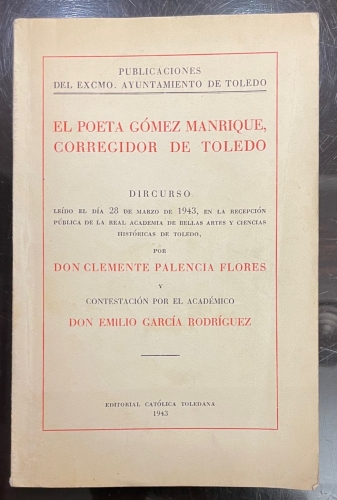 PUBLICACIONES
DEL EXCMO. AYUNTAMIENTO DE TOLEDO
EL POETA GÓMEZ MANRIQUE,
CORREGIDOR DE TOLEDO
DIRCURSO
LEÍDO EL DÍA 28 DE MARZO DE 1943, EN LA RECEPCIÓN
PÚBLICA DE LA REAL ACADEMIA DE BELLAS ARTES Y CIENCIAS
HISTÓRICAS DE TOLEDO,
POR
DON CLEMENTE PALENCIA FLORES
Y
CONTESTACIÓN POR EL ACADÉMICO
DON EMILIO GARCÍA RODRÍGUEZ
EDITORIAL CATÓLICA TOLEDANA
1943